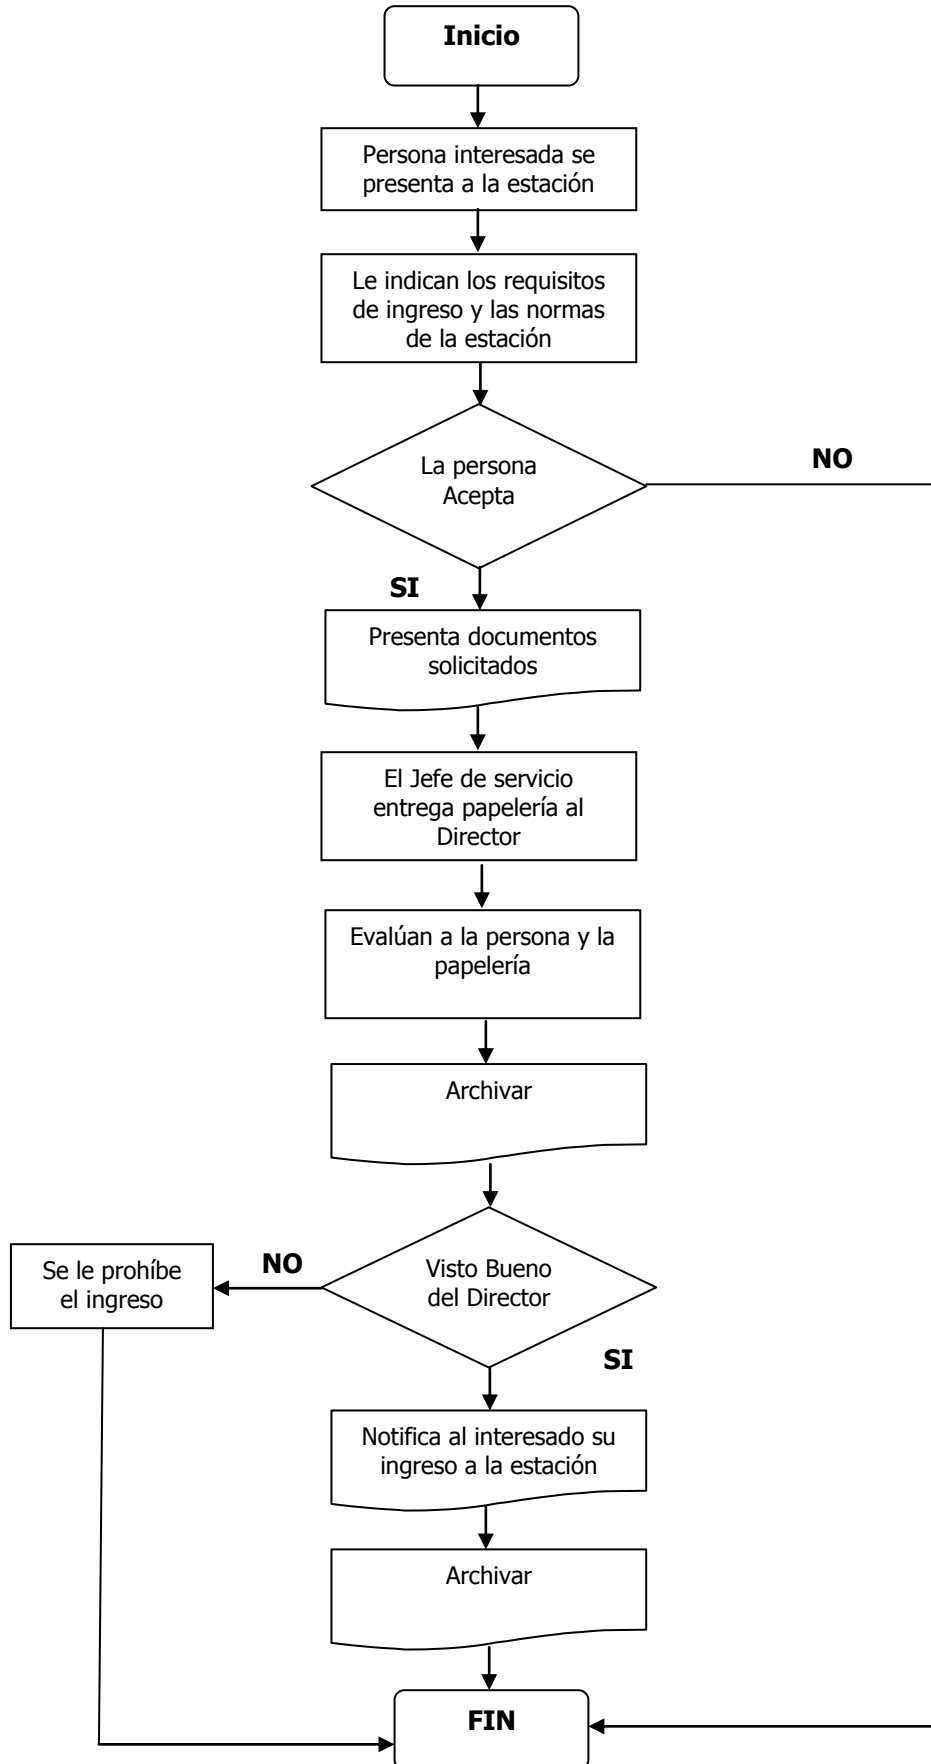 Inicio
Persona interesada se
presenta a la estación
Le indican los requisitos
de ingreso y las normas
de la estación
La persona
Acepta
NO
SI
Presenta documentos
solicitados
El Jefe de servicio
entrega papelería al
Director
Evalúan a la persona y la
papelería
Archivar
Visto Bueno
del Director
NO
Se le prohíbe
el ingreso
SI
Notifica al interesado su
ingreso a la estación
Archivar
FIN